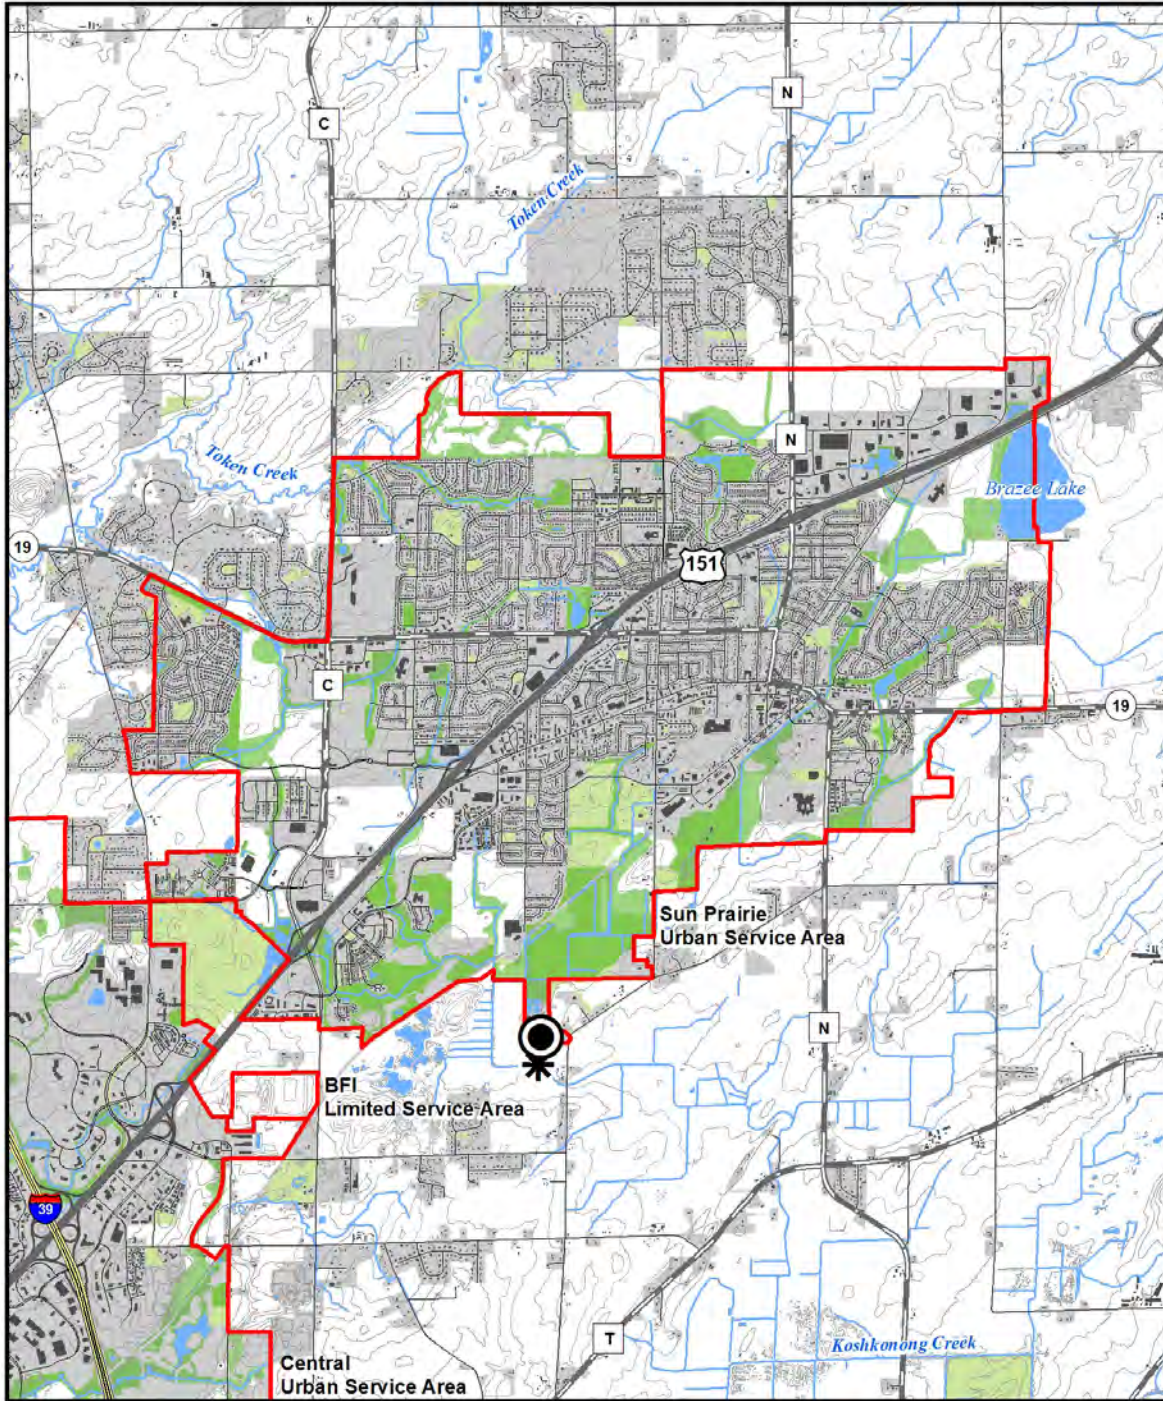 N
C
Token Creek
N
Token Creek
Brazee Lake
19
151
C
19
Sun Prairie
Urban Service Area
N
BFI
Limited Service Area
39
T
Koshkonong Creek
Central
Urban Service Area